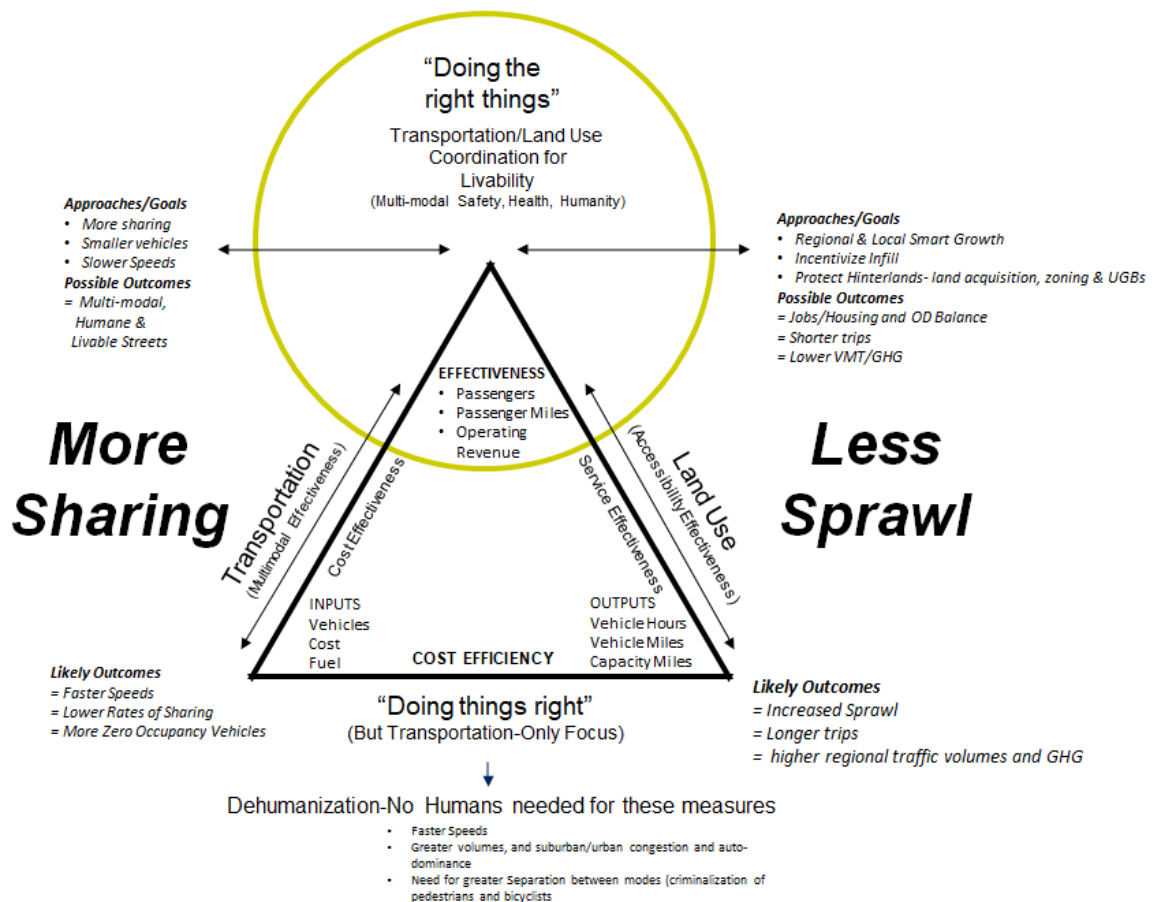 “Doing the
right things”
Transportation/Land Use
Coordination for
Livability
(Multi-modal Safety, Health, Humanity)
Approaches/Goals
• More sharing
• Smaller vehicles
• Slower Speeds
Possible Outcomes
= Multi-modal,
Humane &
Livable Streets
Approaches/Goals
• Regional & Local Smart Growth
• Incentivize Infill
• Protect Hinterlands- land acquisition, zoning & UGBs
Possible Outcomes
= Jobs/Housing and OD Balance
= Shorter trips
= Lower VMT/GHG
EFFECTIVENESS
• Passengers
• Passenger Miles
• Operating
Revenue
More
Sharing
Transportation
(Multimodal Effectiveness)
Cost Effectiveness
Service Effectiveness
Land Use
(Accessibility Effectiveness)
Less
Sprawl
INPUTS
Vehicles
Cost
Fuel
OUTPUTS
Vehicle Hours
Vehicle Miles
Capacity Miles
COST EFFICIENCY
Likely Outcomes
= Faster Speeds
= Lower Rates of Sharing
= More Zero Occupancy Vehicles
“Doing things right”
(But Transportation-Only Focus)
Likely Outcomes
= Increased Sprawl
= Longer trips
= higher regional traffic volumes and GHG
Dehumanization-No Humans needed for these measures
• Faster Speeds
• Greater volumes, and suburban/urban congestion and auto-
dominance
• Need for greater Separation between modes (criminalization of
pedestrians and bicyclists